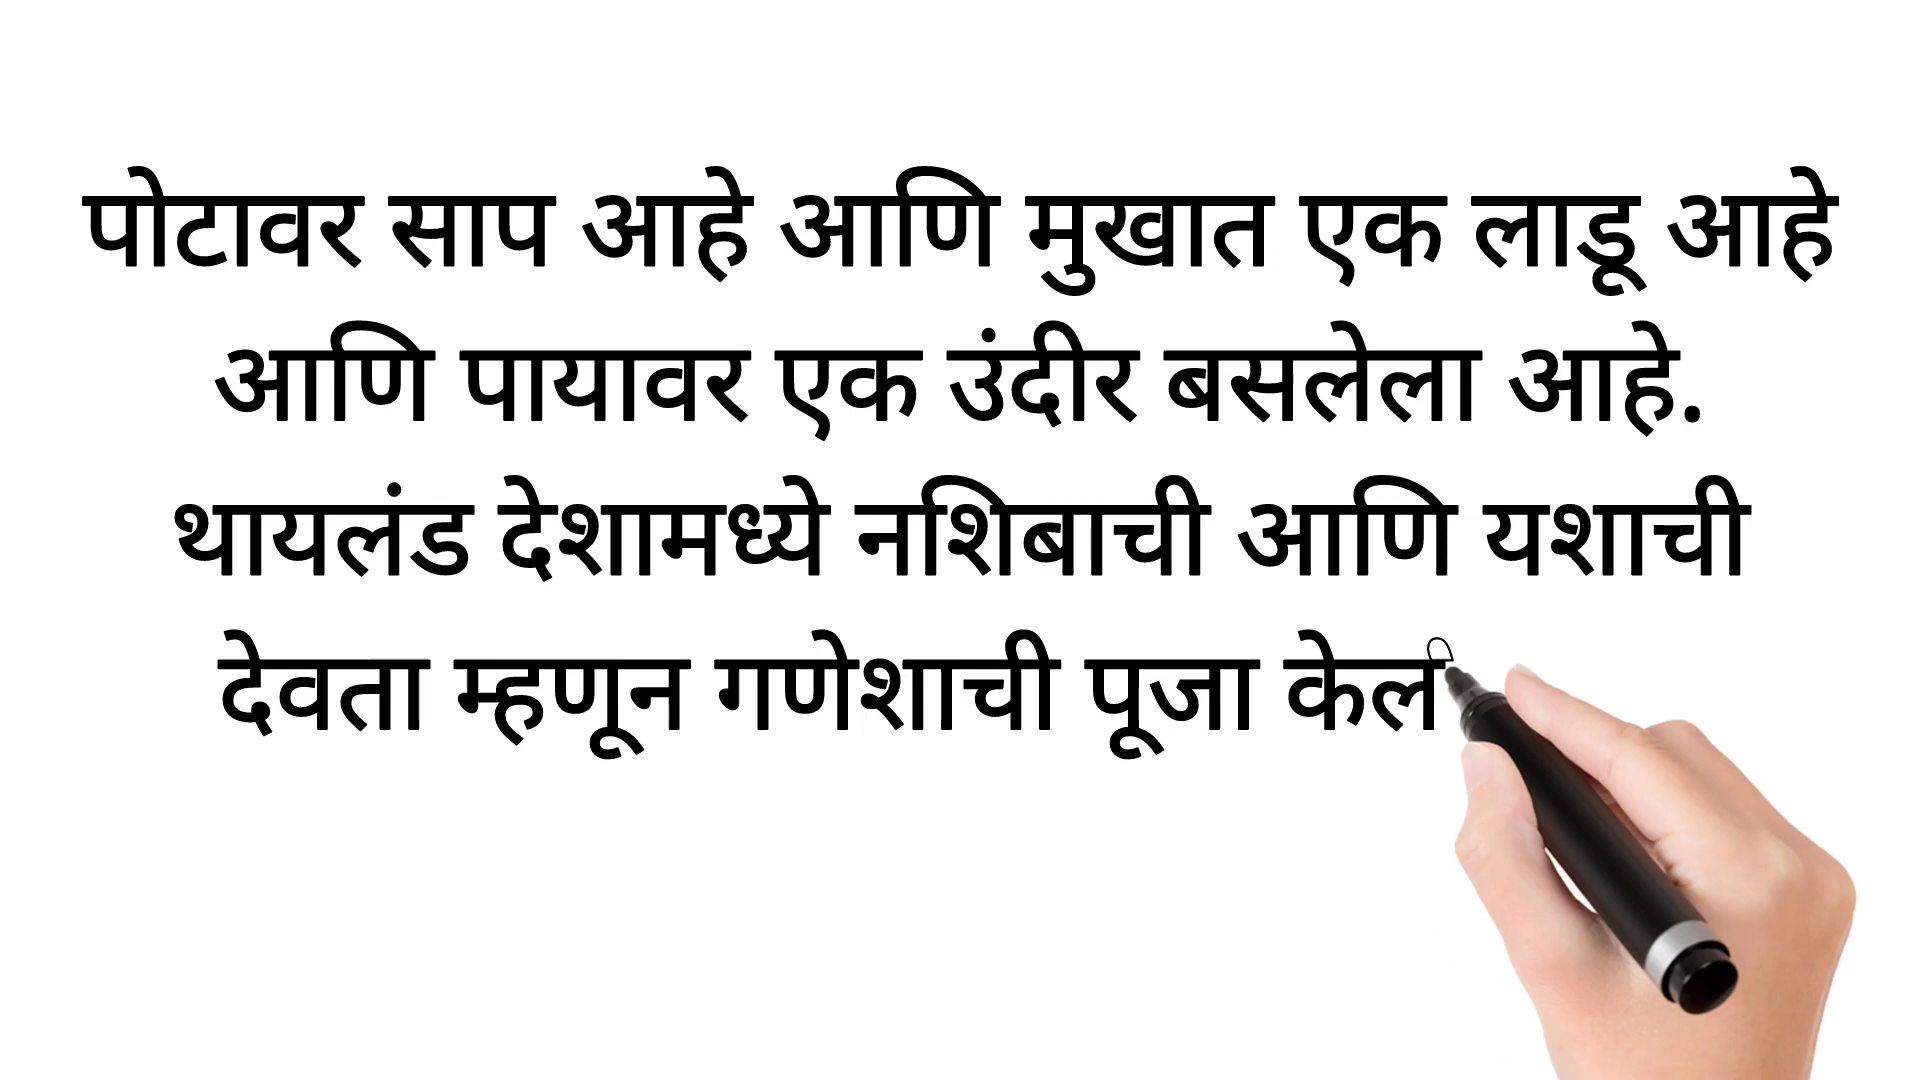 पोटावर साप आहे आणि मुखात एक लाडू आहे
आणि पायावर एक उंदीर बसलेला आहे.
थायलंड देशामध्ये नशिबाची आणि यशाची
देवता म्हणून गणेशाची पूजा केल